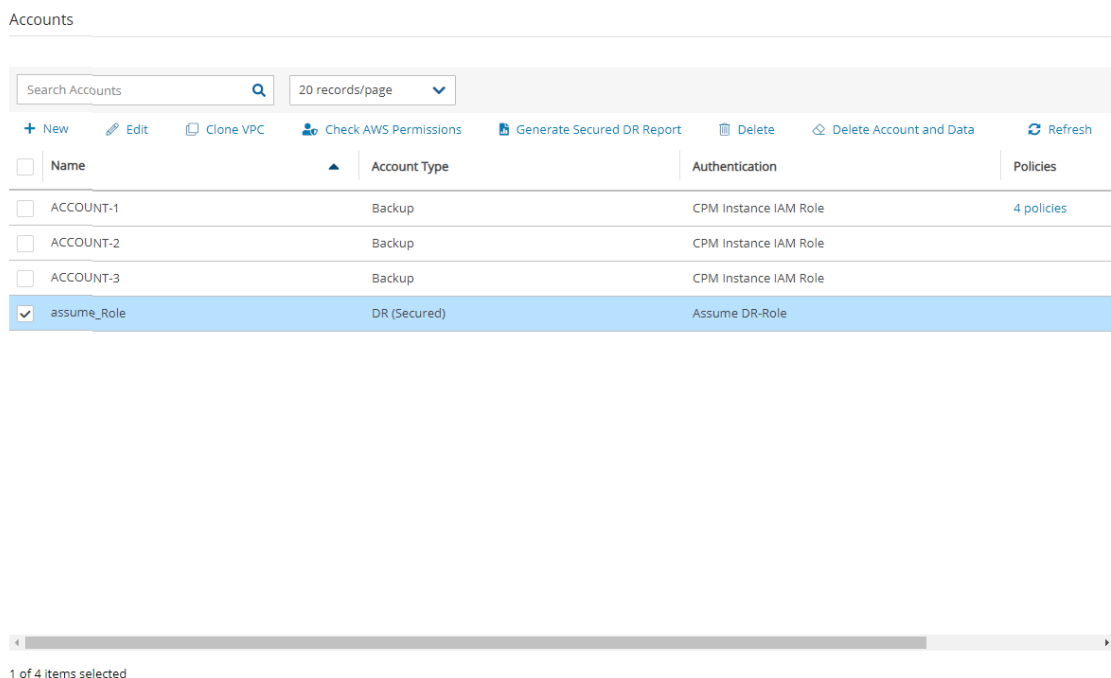 Accounts
Search Accounts 20 records/page
New Edit Clone VPC Check AWS Permissions Generate Secured DR Report Delete Delete Account and Data Refresh
Name Account Type Authentication Policies
ACCOUNT-1 Backup CPM Instance IAM Role 4 policies
ACCOUNT-2 Backup CPM Instance IAM Role
ACCOUNT-3 Backup CPM Instance IAM Role
assume_Role DR (Secured) Assume DR-Role
1 of 4 items selected